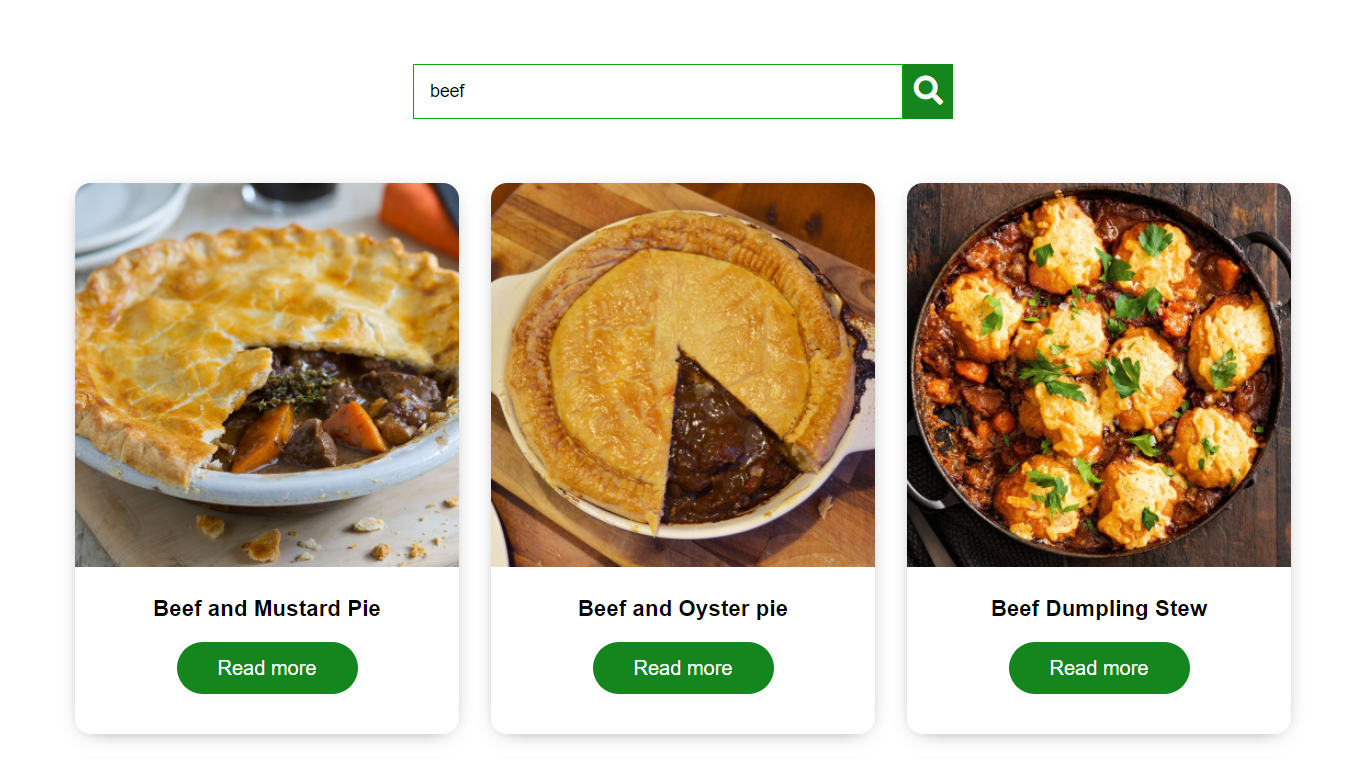 beef
Beef and Mustard Pie
Beef and Oyster pie
Beef Dumpling Stew
Read more
Read more
Read more